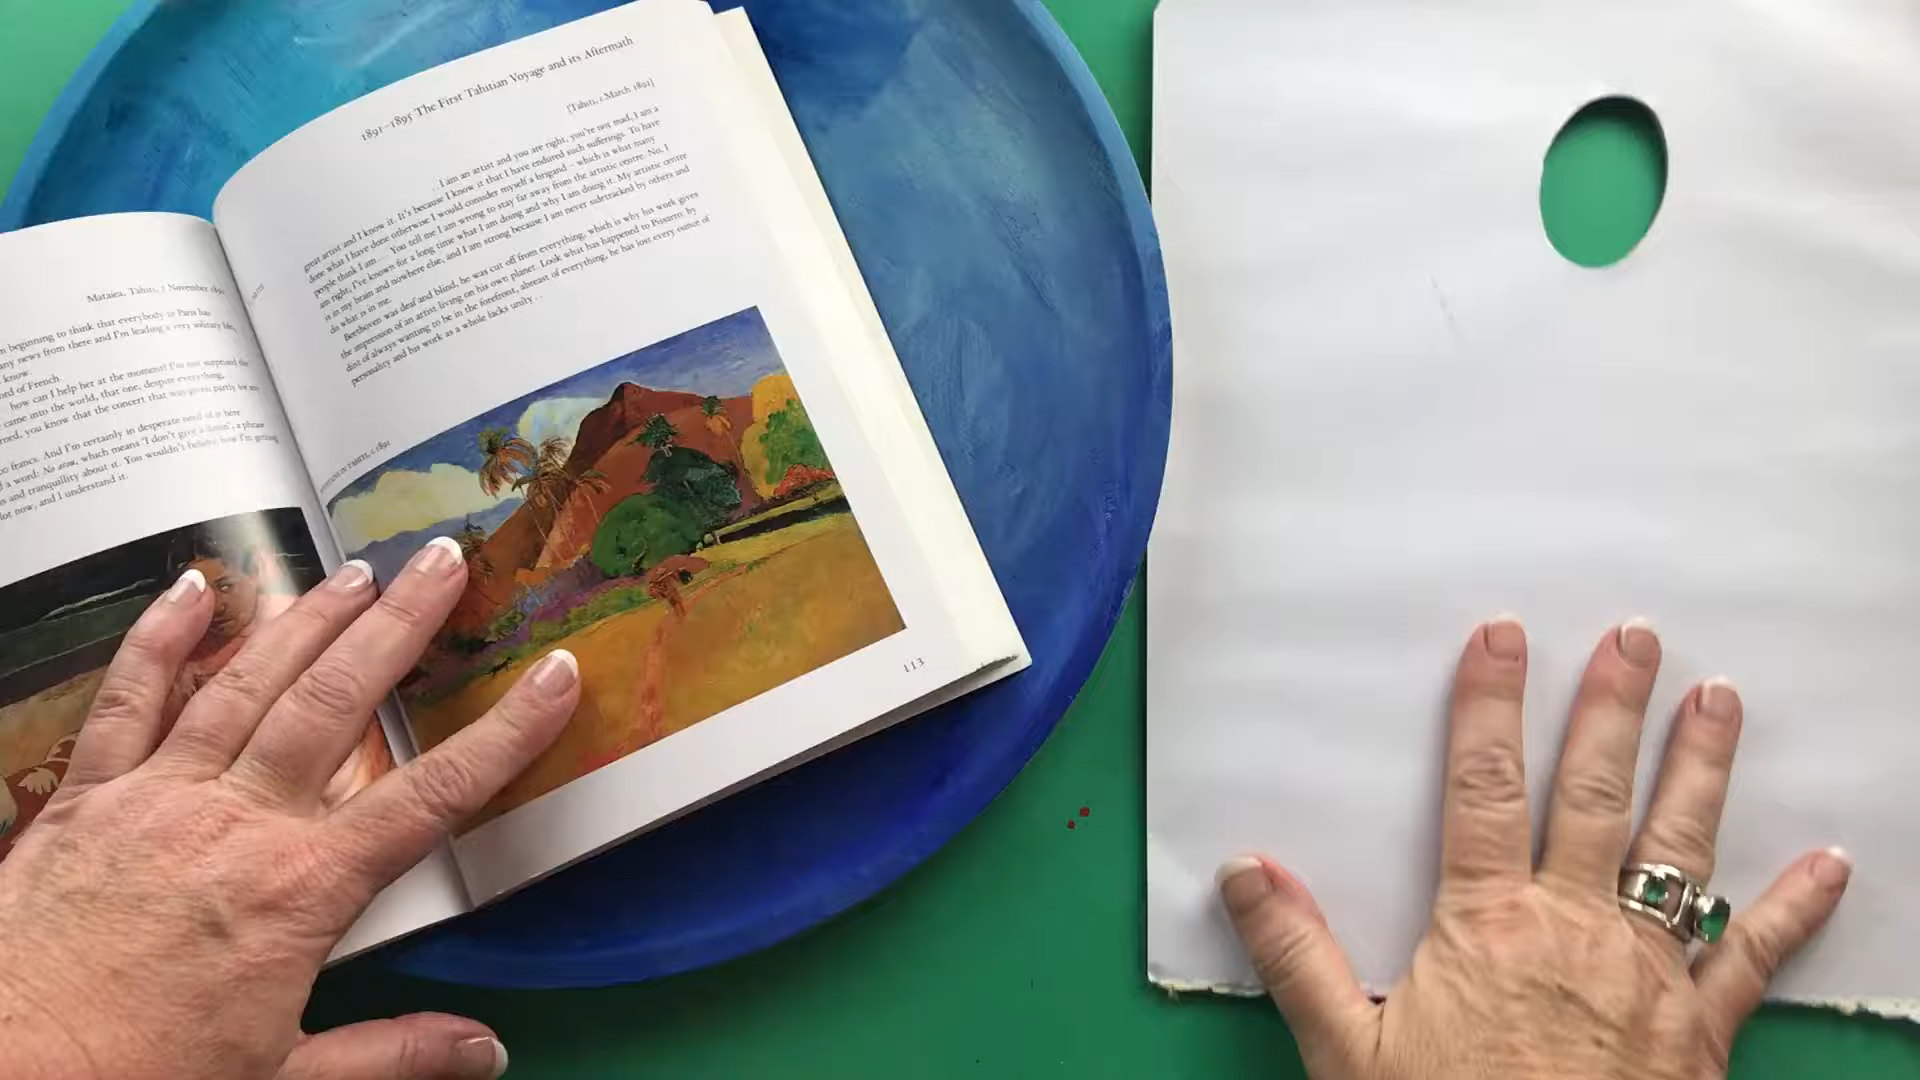 Mataiea, Tahiti, 7 November 1891
n beginning to think that everybody in Paris has
any news from there and I'm leading a very solitary life,
know.
ord of French
how can I help her at the moment? I'm not surprised the
came into the world, that one, despite everything,
rned, you know that the concert that was given partly for me
00 francs. And I'm certainly in desperate need of it here
d a word: No atou, which means 'I don't give a damn', a phrase
s and tranquillity about it. You wouldn't believe how I'm getting
lot now, and I understand it.
1891–1895 The First Tahitian Voyage and its Aftermath
[Tahiti, c.March 1892]
. . I am an artist and you are right, you're not mad, I am a
great artist and I know it. It's because I know it that I have endured such sufferings. To have
done what I have done otherwise I would consider myself a brigand – which is what many
people think I am . . . You tell me I am wrong to stay far away from the artistic centre. No, I
am right, I've known for a long time what I am doing and why I am doing it. My artistic centre
is in my brain and nowhere else, and I am strong because I am never sidetracked by others and
do what is in me.
Beethoven was deaf and blind, he was cut off from everything, which is why his work gives
the impression of an artist living on his own planet. Look what has happened to Pissarro, by
dint of always wanting to be in the forefront, abreast of everything, he has lost every ounce of
personality and his work as a whole lacks unity . .
MOUNTAINS IN TAHITI, c.1891
113